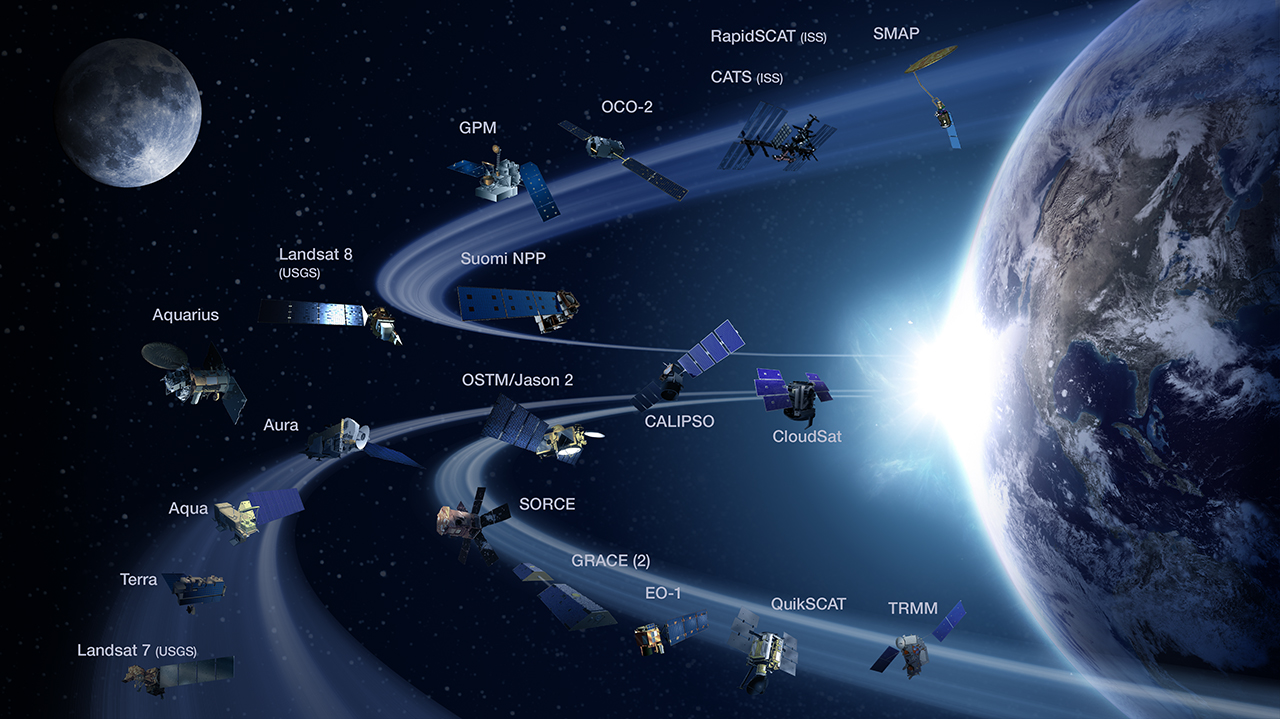 RapidSCAT (ISS)
SMAP
CATS (ISS)
OCO-2
GPM
Landsat 8
(USGS)
Suomi NPP
Aquarius
OSTM/Jason 2
CALIPSO
CloudSat
Aura
Aqua
SORCE
GRACE (2)
Terra
EO-1
QuikSCAT
TRMM
Landsat 7 (USGS)